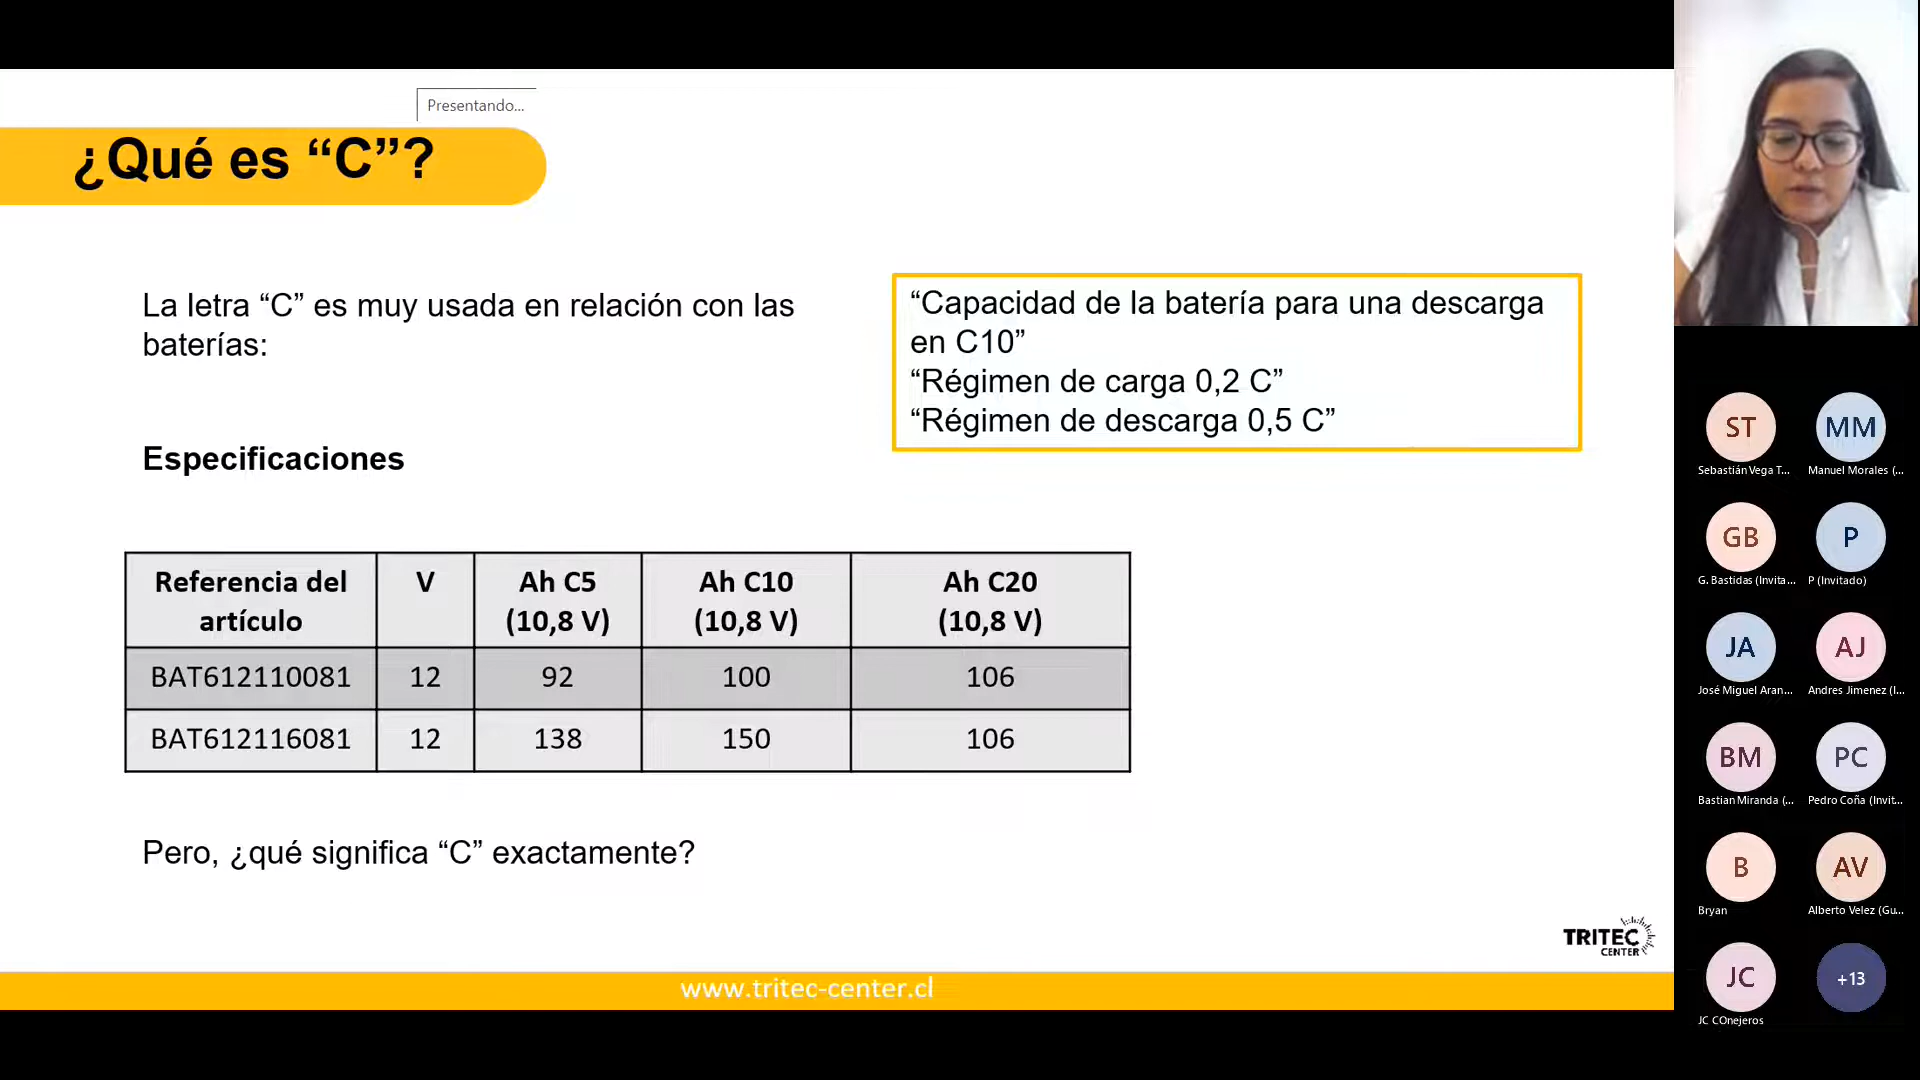 Presentando...
¿Qué es “C”?
La letra “C” es muy usada en relación con las
baterías:
“Capacidad de la batería para una descarga
en C10”
“Régimen de carga 0,2 C”
“Régimen de descarga 0,5 C”
Especificaciones
Referencia del artículo V Ah C5 (10,8 V) Ah C10 (10,8 V) Ah C20 (10,8 V)
BAT612110081 12 92 100 106
BAT612116081 12 138 150 106
Pero, ¿qué significa “C” exactamente?
TRITEC
CENTER
www.tritec-center.cl
ST MM
Sebastián Vega T... Manuel Morales (...
GB P
G. Bastidas (Invita... P (Invitado)
JA AJ
José Miguel Aran... Andres Jimenez (I...
BM PC
Bastian Miranda (... Pedro Coña (Invit...
B AV
Bryan Alberto Velez (Gu...
JC +13
JC COnejeros